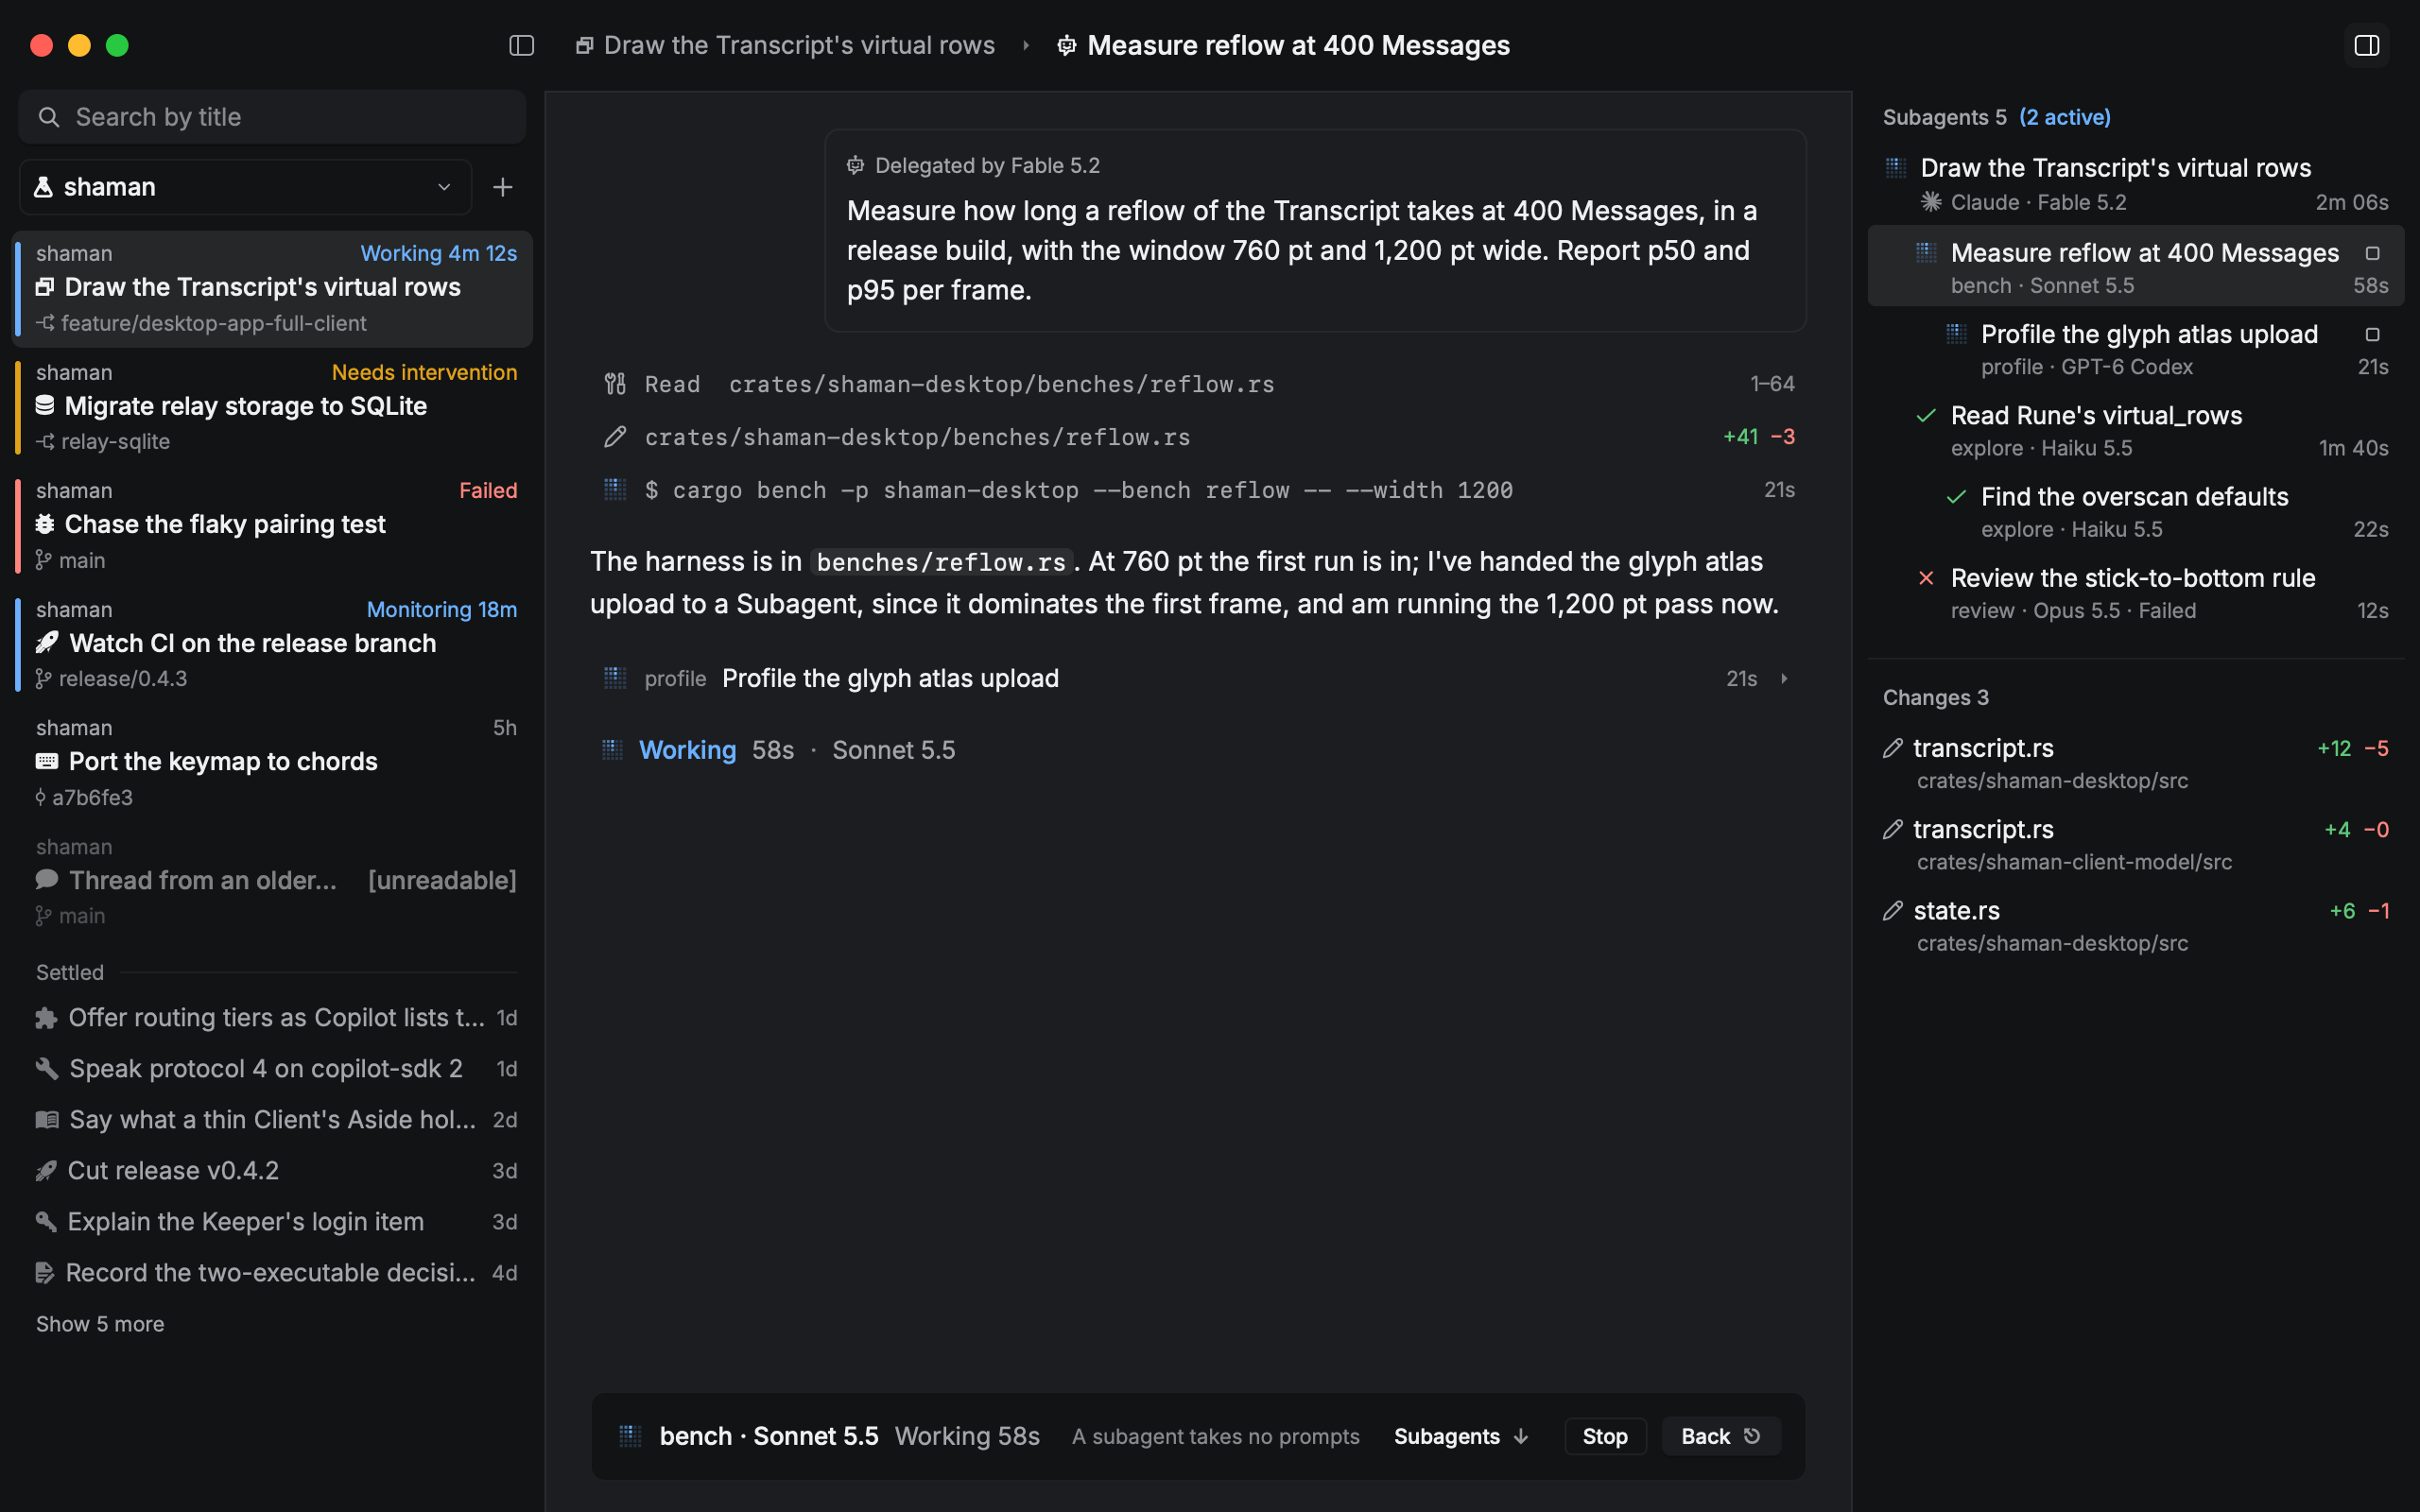 Draw the Transcript's virtual rows
Measure reflow at 400 Messages
Search by title
shaman
shaman
Working 4m 12s
Draw the Transcript's virtual rows
feature/desktop-app-full-client
shaman
Needs intervention
Migrate relay storage to SQLite
relay-sqlite
shaman
Failed
Chase the flaky pairing test
main
shaman
Monitoring 18m
Watch CI on the release branch
release/0.4.3
shaman
5h
Port the keymap to chords
a7b6fe3
shaman
Thread from an older... [unreadable]
main
Settled
Offer routing tiers as Copilot lists t... 1d
Speak protocol 4 on copilot-sdk 2 1d
Say what a thin Client's Aside hol... 2d
Cut release v0.4.2 3d
Explain the Keeper's login item 3d
Record the two-executable decisi... 4d
Show 5 more
Delegated by Fable 5.2
Measure how long a reflow of the Transcript takes at 400 Messages, in a
release build, with the window 760 pt and 1,200 pt wide. Report p50 and
p95 per frame.
Read crates/shaman-desktop/benches/reflow.rs 1–64
crates/shaman-desktop/benches/reflow.rs +41 −3
$ cargo bench -p shaman-desktop --bench reflow -- --width 1200 21s
The harness is in benches/reflow.rs. At 760 pt the first run is in; I've handed the glyph atlas
upload to a Subagent, since it dominates the first frame, and am running the 1,200 pt pass now.
profile Profile the glyph atlas upload 21s
Working 58s · Sonnet 5.5
bench · Sonnet 5.5 Working 58s A subagent takes no prompts Subagents ↓ Stop Back
Subagents 5 (2 active)
Draw the Transcript's virtual rows
Claude · Fable 5.2 2m 06s
Measure reflow at 400 Messages
bench · Sonnet 5.5 58s
Profile the glyph atlas upload
profile · GPT-6 Codex 21s
Read Rune's virtual_rows
explore · Haiku 5.5 1m 40s
Find the overscan defaults
explore · Haiku 5.5 22s
Review the stick-to-bottom rule
review · Opus 5.5 · Failed 12s
Changes 3
transcript.rs +12 −5
crates/shaman-desktop/src
transcript.rs +4 −0
crates/shaman-client-model/src
state.rs +6 −1
crates/shaman-desktop/src